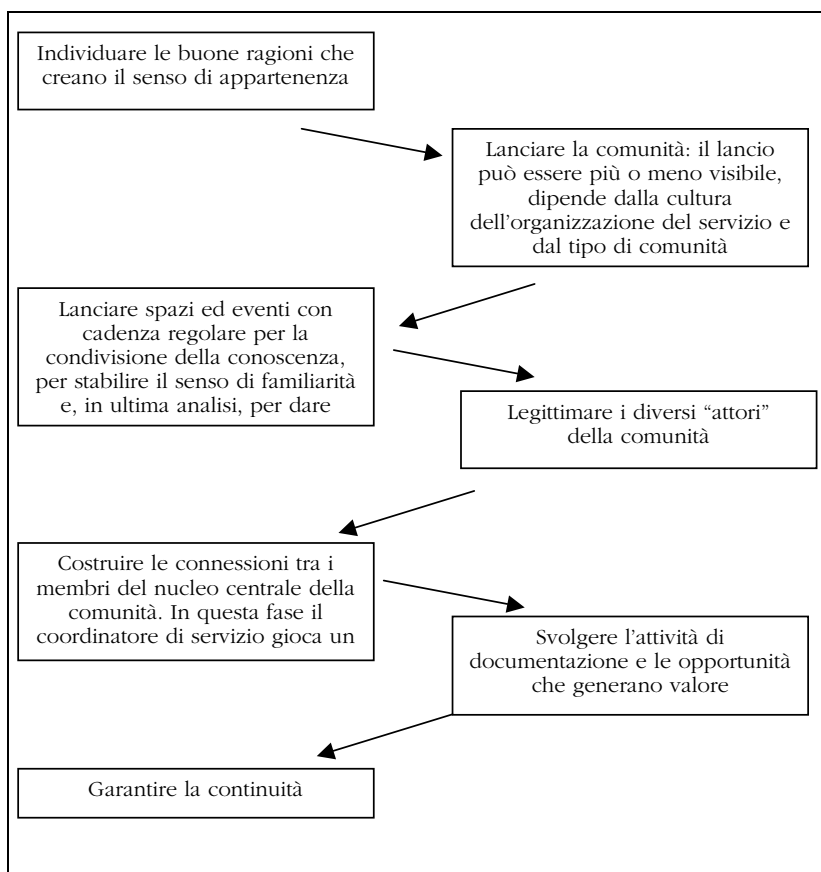 Individuare le buone ragioni che
creano il senso di appartenenza
Lanciare la comunità: il lancio
può essere più o meno visibile,
dipende dalla cultura
dell'organizzazione del servizio e
dal tipo di comunità
Lanciare spazi ed eventi con
cadenza regolare per la
condivisione della conoscenza,
per stabilire il senso di familiarità
e, in ultima analisi, per dare
Legittimare i diversi “attori”
della comunità
Costruire le connessioni tra i
membri del nucleo centrale della
comunità. In questa fase il
coordinatore di servizio gioca un
Svolgere l'attività di
documentazione e le opportunità
che generano valore
Garantire la continuità